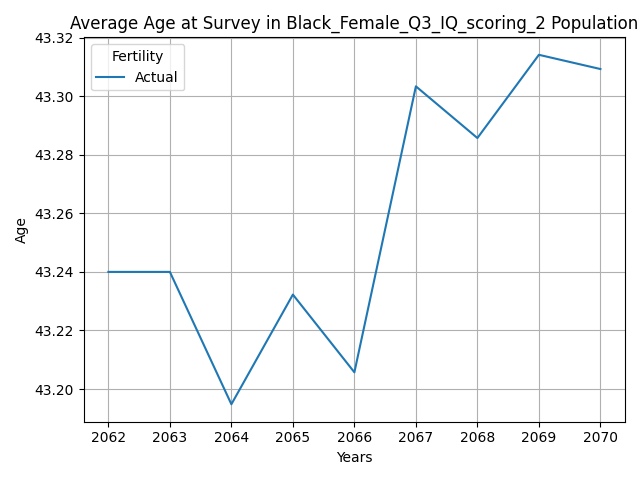 Average Age at Survey in Black_Female_Q3_IQ_scoring_2 Population
Fertility
Actual
43.32
43.30
43.28
43.26
43.24
43.22
43.20
Age
2062 2063 2064 2065 2066 2067 2068 2069 2070
Years